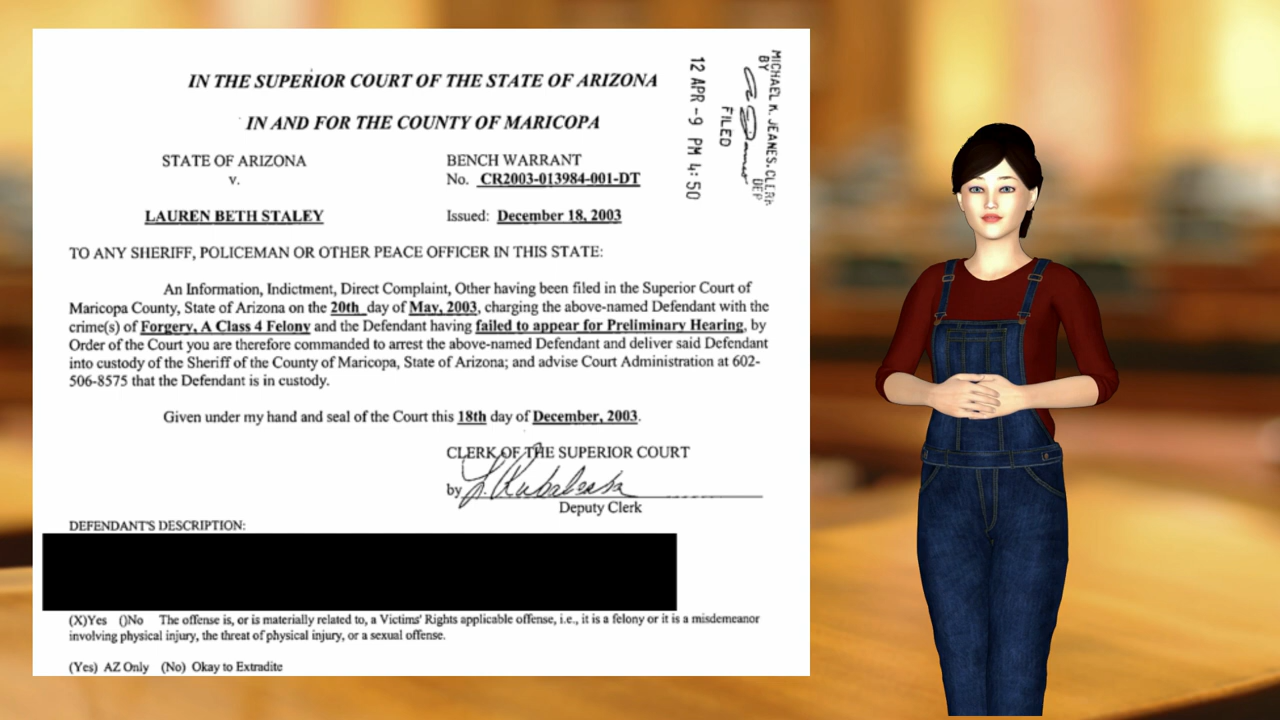 IN THE SUPERIOR COURT OF THE STATE OF ARIZONA
IN AND FOR THE COUNTY OF MARICOPA
MICHAEL K. JEANES, CLERK
BY DEP
FILED
12 APR -9 PM 4:50
STATE OF ARIZONA
v.
LAUREN BETH STALEY
BENCH WARRANT
No. CR2003-013984-001-DT
Issued: December 18, 2003
TO ANY SHERIFF, POLICEMAN OR OTHER PEACE OFFICER IN THIS STATE:
An Information, Indictment, Direct Complaint, Other having been filed in the Superior Court of
Maricopa County, State of Arizona on the 20th day of May, 2003, charging the above-named Defendant with the
crime(s) of Forgery, A Class 4 Felony and the Defendant having failed to appear for Preliminary Hearing, by
Order of the Court you are therefore commanded to arrest the above-named Defendant and deliver said Defendant
into custody of the Sheriff of the County of Maricopa, State of Arizona; and advise Court Administration at 602-
506-8575 that the Defendant is in custody.
Given under my hand and seal of the Court this 18th day of December, 2003.
CLERK OF THE SUPERIOR COURT
by
Deputy Clerk
DEFENDANT'S DESCRIPTION:
(X)Yes ()No The offense is, or is materially related to, a Victims' Rights applicable offense, i.e., it is a felony or it is a misdemeanor
involving physical injury, the threat of physical injury, or a sexual offense.
(Yes) AZ Only (No) Okay to Extradite